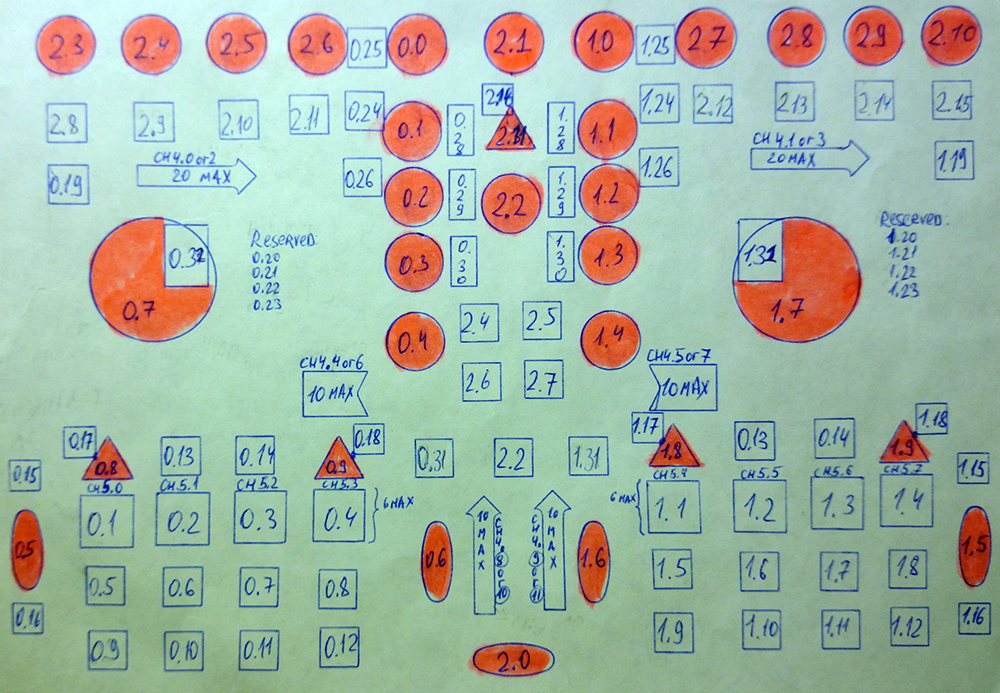 2.3 2.4 2.5 2.6 0.25 0.0 2.1 1.0 1.25 2.7 2.8 2.9 2.10
2.8 2.9 2.10 2.11 0.24 0.1 0.28 2.16 2.11 1.28 1.1 1.24 2.12 2.13 2.14 2.15
CH4.0 or 2
20 MAX
CH4.1 or 3
20 MAX
0.19 0.26 0.2 0.29 2.2 1.29 1.2 1.26 1.19
0.7
Reserved:
0.20
0.21
0.22
0.23
0.3 0.30 1.30 1.3
1.7
Reserved:
1.20
1.21
1.22
1.23
0.4 2.4 2.5 1.4
2.6 2.7
CH4.4 or 6
10 MAX
CH4.5 or 7
10 MAX
0.17 0.8 0.13 0.14 0.9 0.18 0.31 2.2 1.31 1.17 1.8 0.13 0.14 1.9 1.18
0.15 CH5.0 CH5.1 CH5.2 CH5.3 CH5.4 CH5.5 CH5.6 CH5.7 1.15
0.1 0.2 0.3 0.4 6 MAX 6 MAX 1.1 1.2 1.3 1.4
0.5 0.6 10 MAX 10 MAX 1.6 1.5
0.5 0.6 0.7 0.8 1.5 1.6 1.7 1.8
0.16 1.16
0.9 0.10 0.11 0.12 2.0 1.9 1.10 1.11 1.12